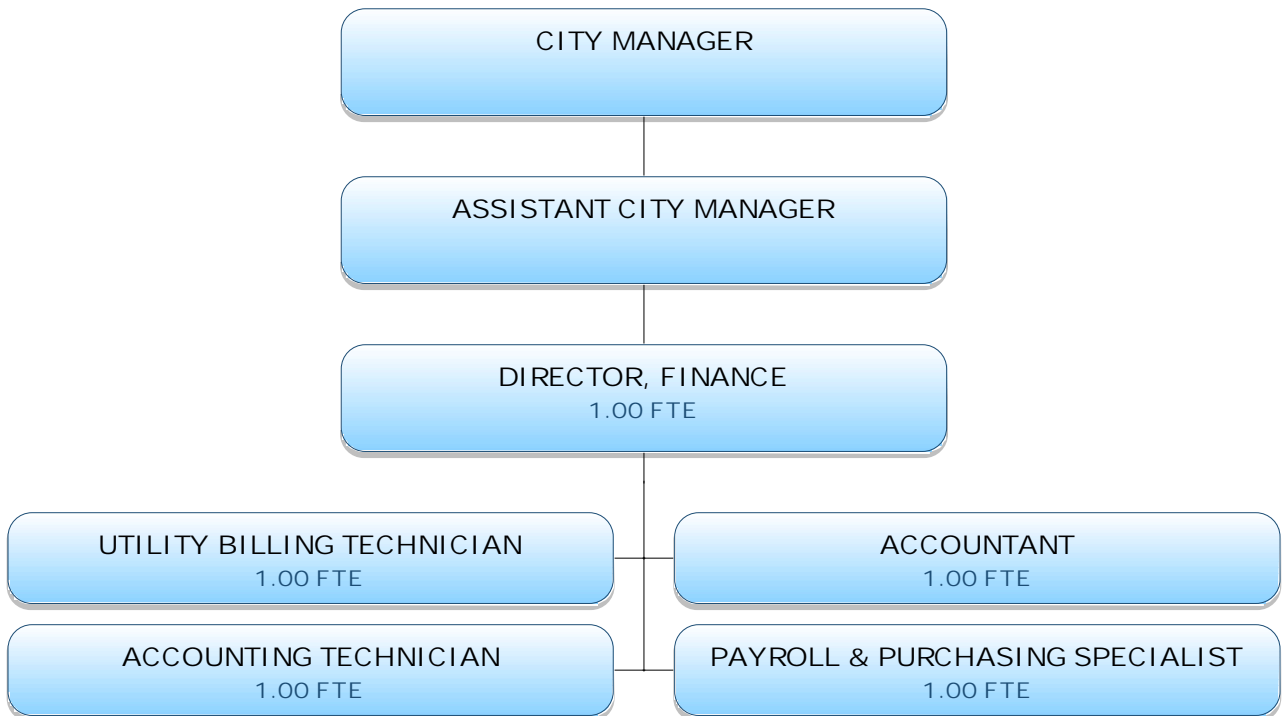 CITY MANAGER
ASSISTANT CITY MANAGER
DIRECTOR, FINANCE
1.00 FTE
UTILITY BILLING TECHNICIAN
1.00 FTE
ACCOUNTANT
1.00 FTE
ACCOUNTING TECHNICIAN
1.00 FTE
PAYROLL & PURCHASING SPECIALIST
1.00 FTE